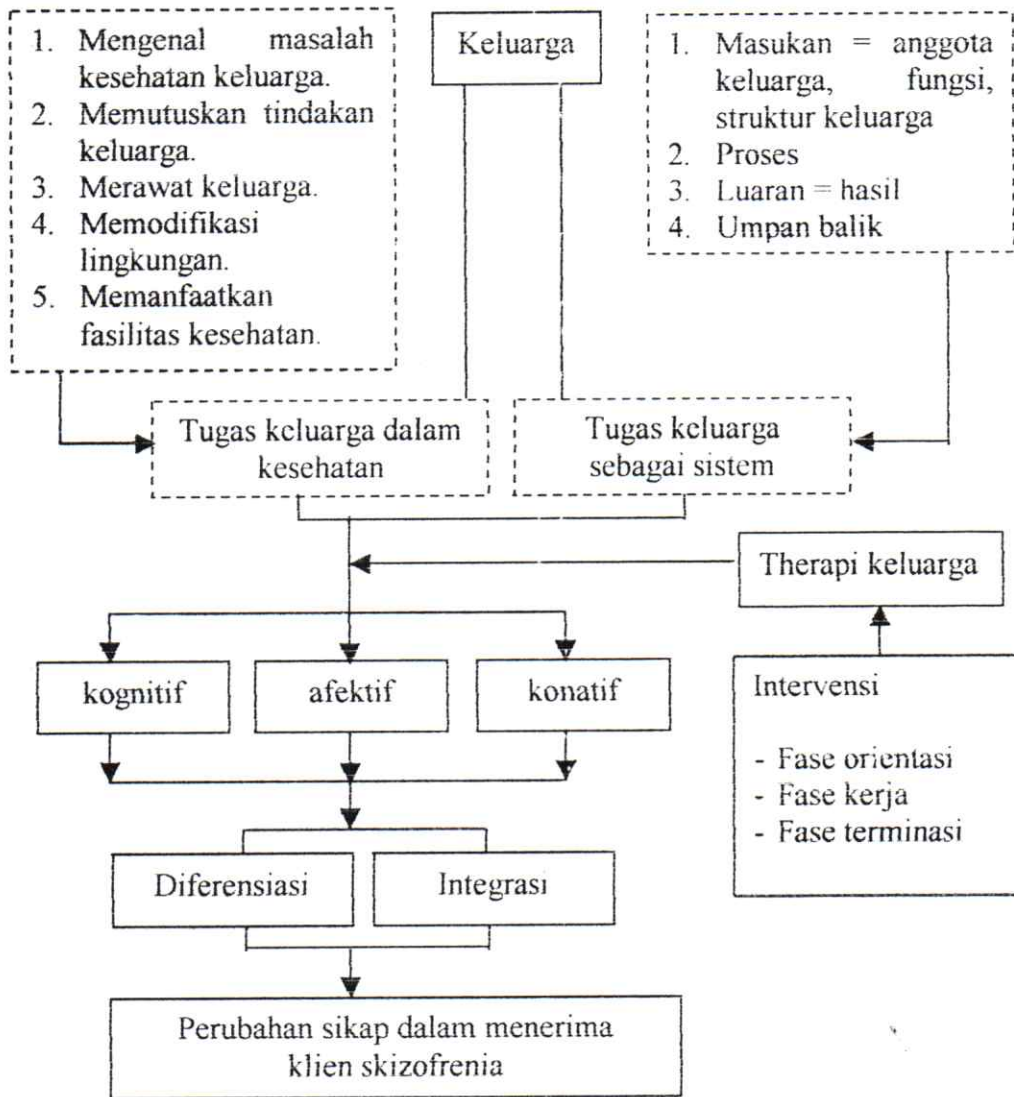 1. Mengenal masalah
kesehatan keluarga.
2. Memutuskan tindakan
keluarga.
3. Merawat keluarga.
4. Memodifikasi
lingkungan.
5. Memanfaatkan
fasilitas kesehatan.
Keluarga
1. Masukan = anggota
keluarga, fungsi,
struktur keluarga
2. Proses
3. Luaran = hasil
4. Umpan balik
Tugas keluarga dalam
kesehatan
Tugas keluarga
sebagai sistem
Therapi keluarga
kognitif
afektif
konatif
Intervensi
- Fase orientasi
- Fase kerja
- Fase terminasi
Diferensiasi
Integrasi
Perubahan sikap dalam menerima
klien skizofrenia